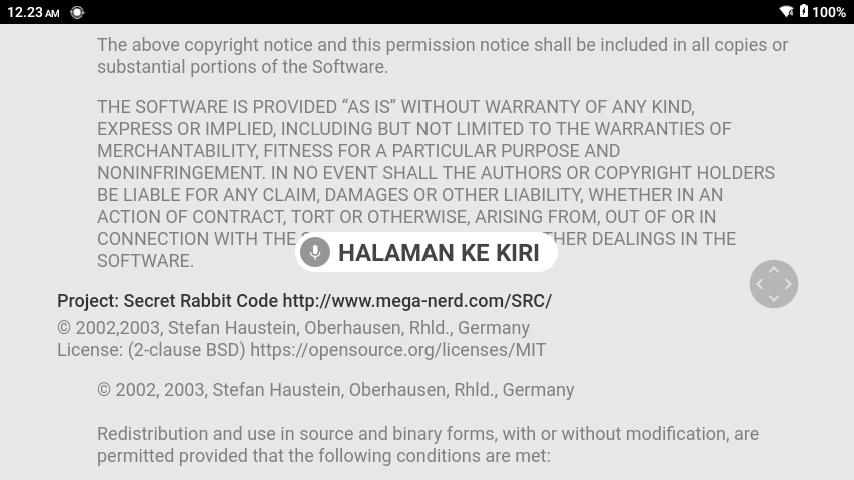 12.23 AM
100%
The above copyright notice and this permission notice shall be included in all copies or
substantial portions of the Software.
THE SOFTWARE IS PROVIDED “AS IS” WITHOUT WARRANTY OF ANY KIND,
EXPRESS OR IMPLIED, INCLUDING BUT NOT LIMITED TO THE WARRANTIES OF
MERCHANTABILITY, FITNESS FOR A PARTICULAR PURPOSE AND
NONINFRINGEMENT. IN NO EVENT SHALL THE AUTHORS OR COPYRIGHT HOLDERS
BE LIABLE FOR ANY CLAIM, DAMAGES OR OTHER LIABILITY, WHETHER IN AN
ACTION OF CONTRACT, TORT OR OTHERWISE, ARISING FROM, OUT OF OR IN
CONNECTION WITH THE DEALINGS IN THE
HALAMAN KE KIRI
SOFTWARE.
Project: Secret Rabbit Code http://www.mega-nerd.com/SRC/
© 2002,2003, Stefan Haustein, Oberhausen, Rhld., Germany
License: (2-clause BSD) https://opensource.org/licenses/MIT
© 2002, 2003, Stefan Haustein, Oberhausen, Rhld., Germany
Redistribution and use in source and binary forms, with or without modification, are
permitted provided that the following conditions are met: